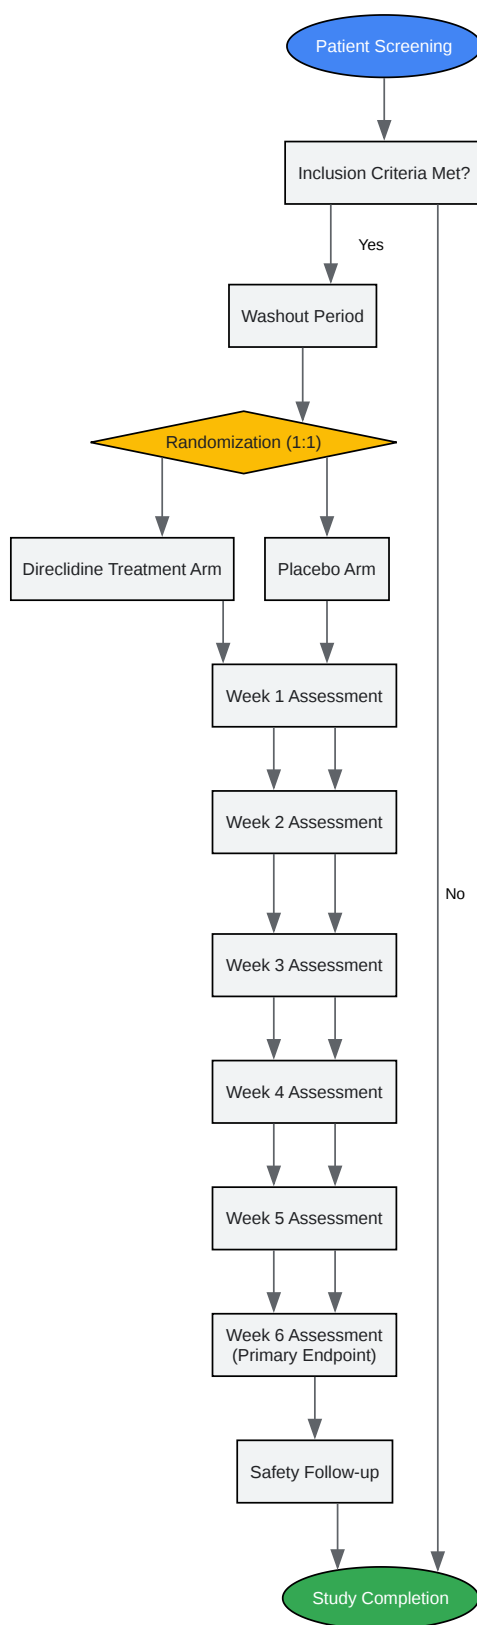 Patient Screening
Inclusion Criteria Met?
Yes
Washout Period
Randomization (1:1)
Direclidine Treatment Arm
Placebo Arm
Week 1 Assessment
Week 2 Assessment
No
Week 3 Assessment
Week 4 Assessment
Week 5 Assessment
Week 6 Assessment
(Primary Endpoint)
Safety Follow-up
Study Completion